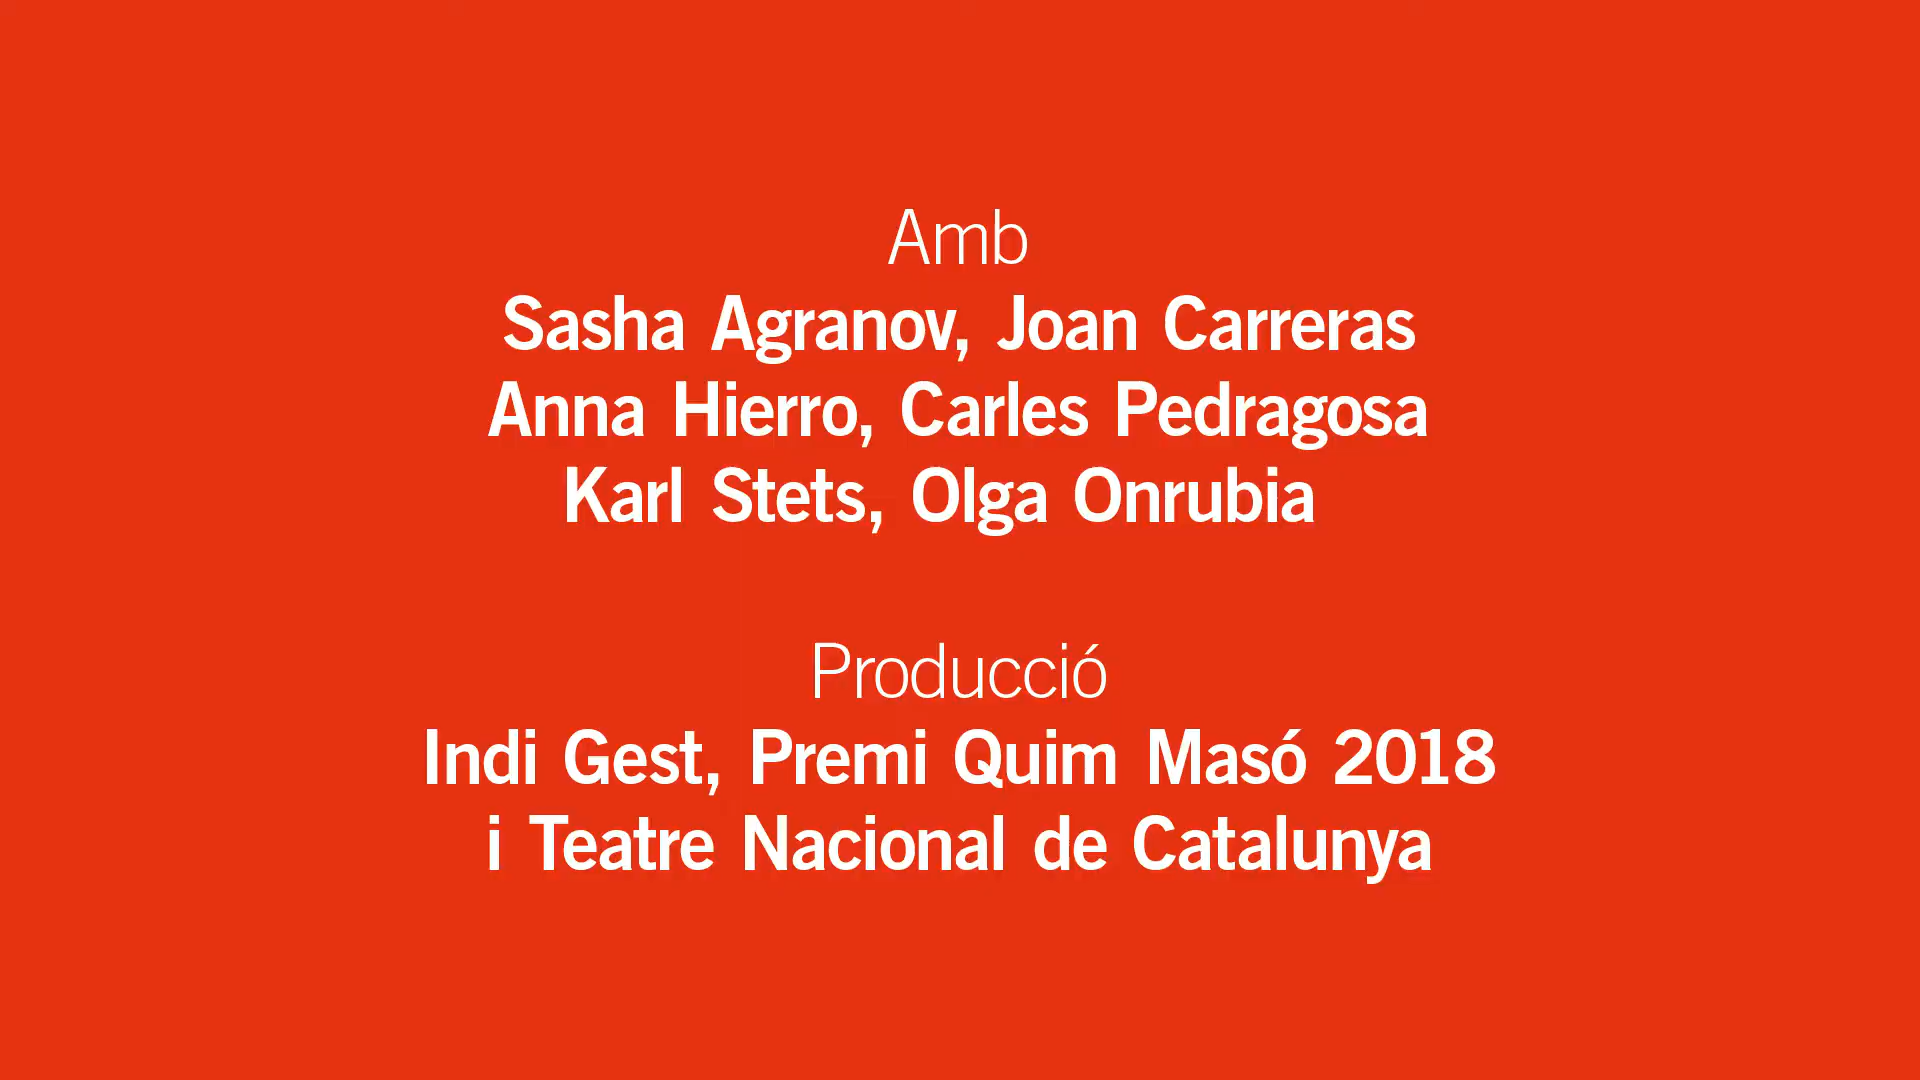 Amb
Sasha Agranov, Joan Carreras
Anna Hierro, Carles Pedragosa
Karl Stets, Olga Onrubia
Producció
Indi Gest, Premi Quim Masó 2018
i Teatre Nacional de Catalunya